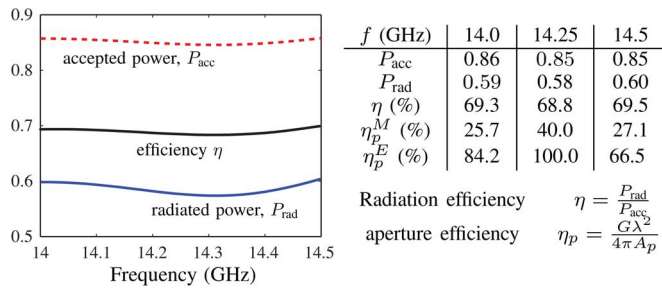 0.9
0.8
0.7
0.6
0.5
accepted power, P_acc
efficiency η
radiated power, P_rad
14 14.1 14.2 14.3 14.4 14.5
Frequency (GHz)
f (GHz) 14.0 14.25 14.5
P_acc 0.86 0.85 0.85
P_rad 0.59 0.58 0.60
η (%) 69.3 68.8 69.5
η_p^M (%) 25.7 40.0 27.1
η_p^E (%) 84.2 100.0 66.5
Radiation efficiency η = P_rad/P_acc
aperture efficiency η_p = Gλ²/4πA_p